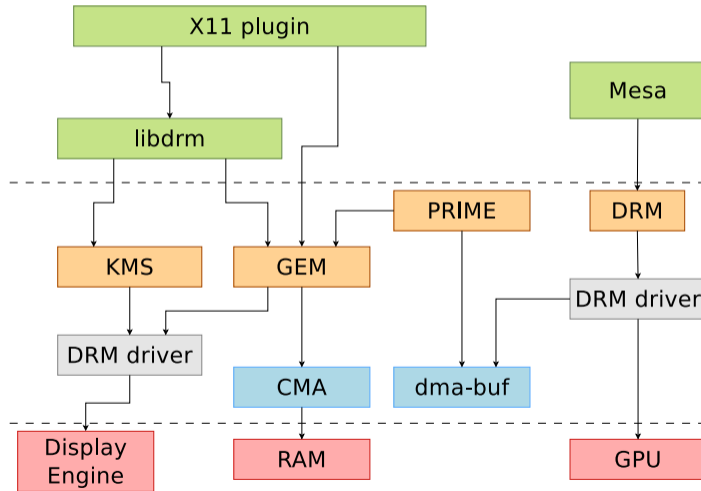 X11 plugin
Mesa
libdrm
PRIME
DRM
KMS
GEM
DRM driver
DRM driver
CMA
dma-buf
Display
Engine
RAM
GPU